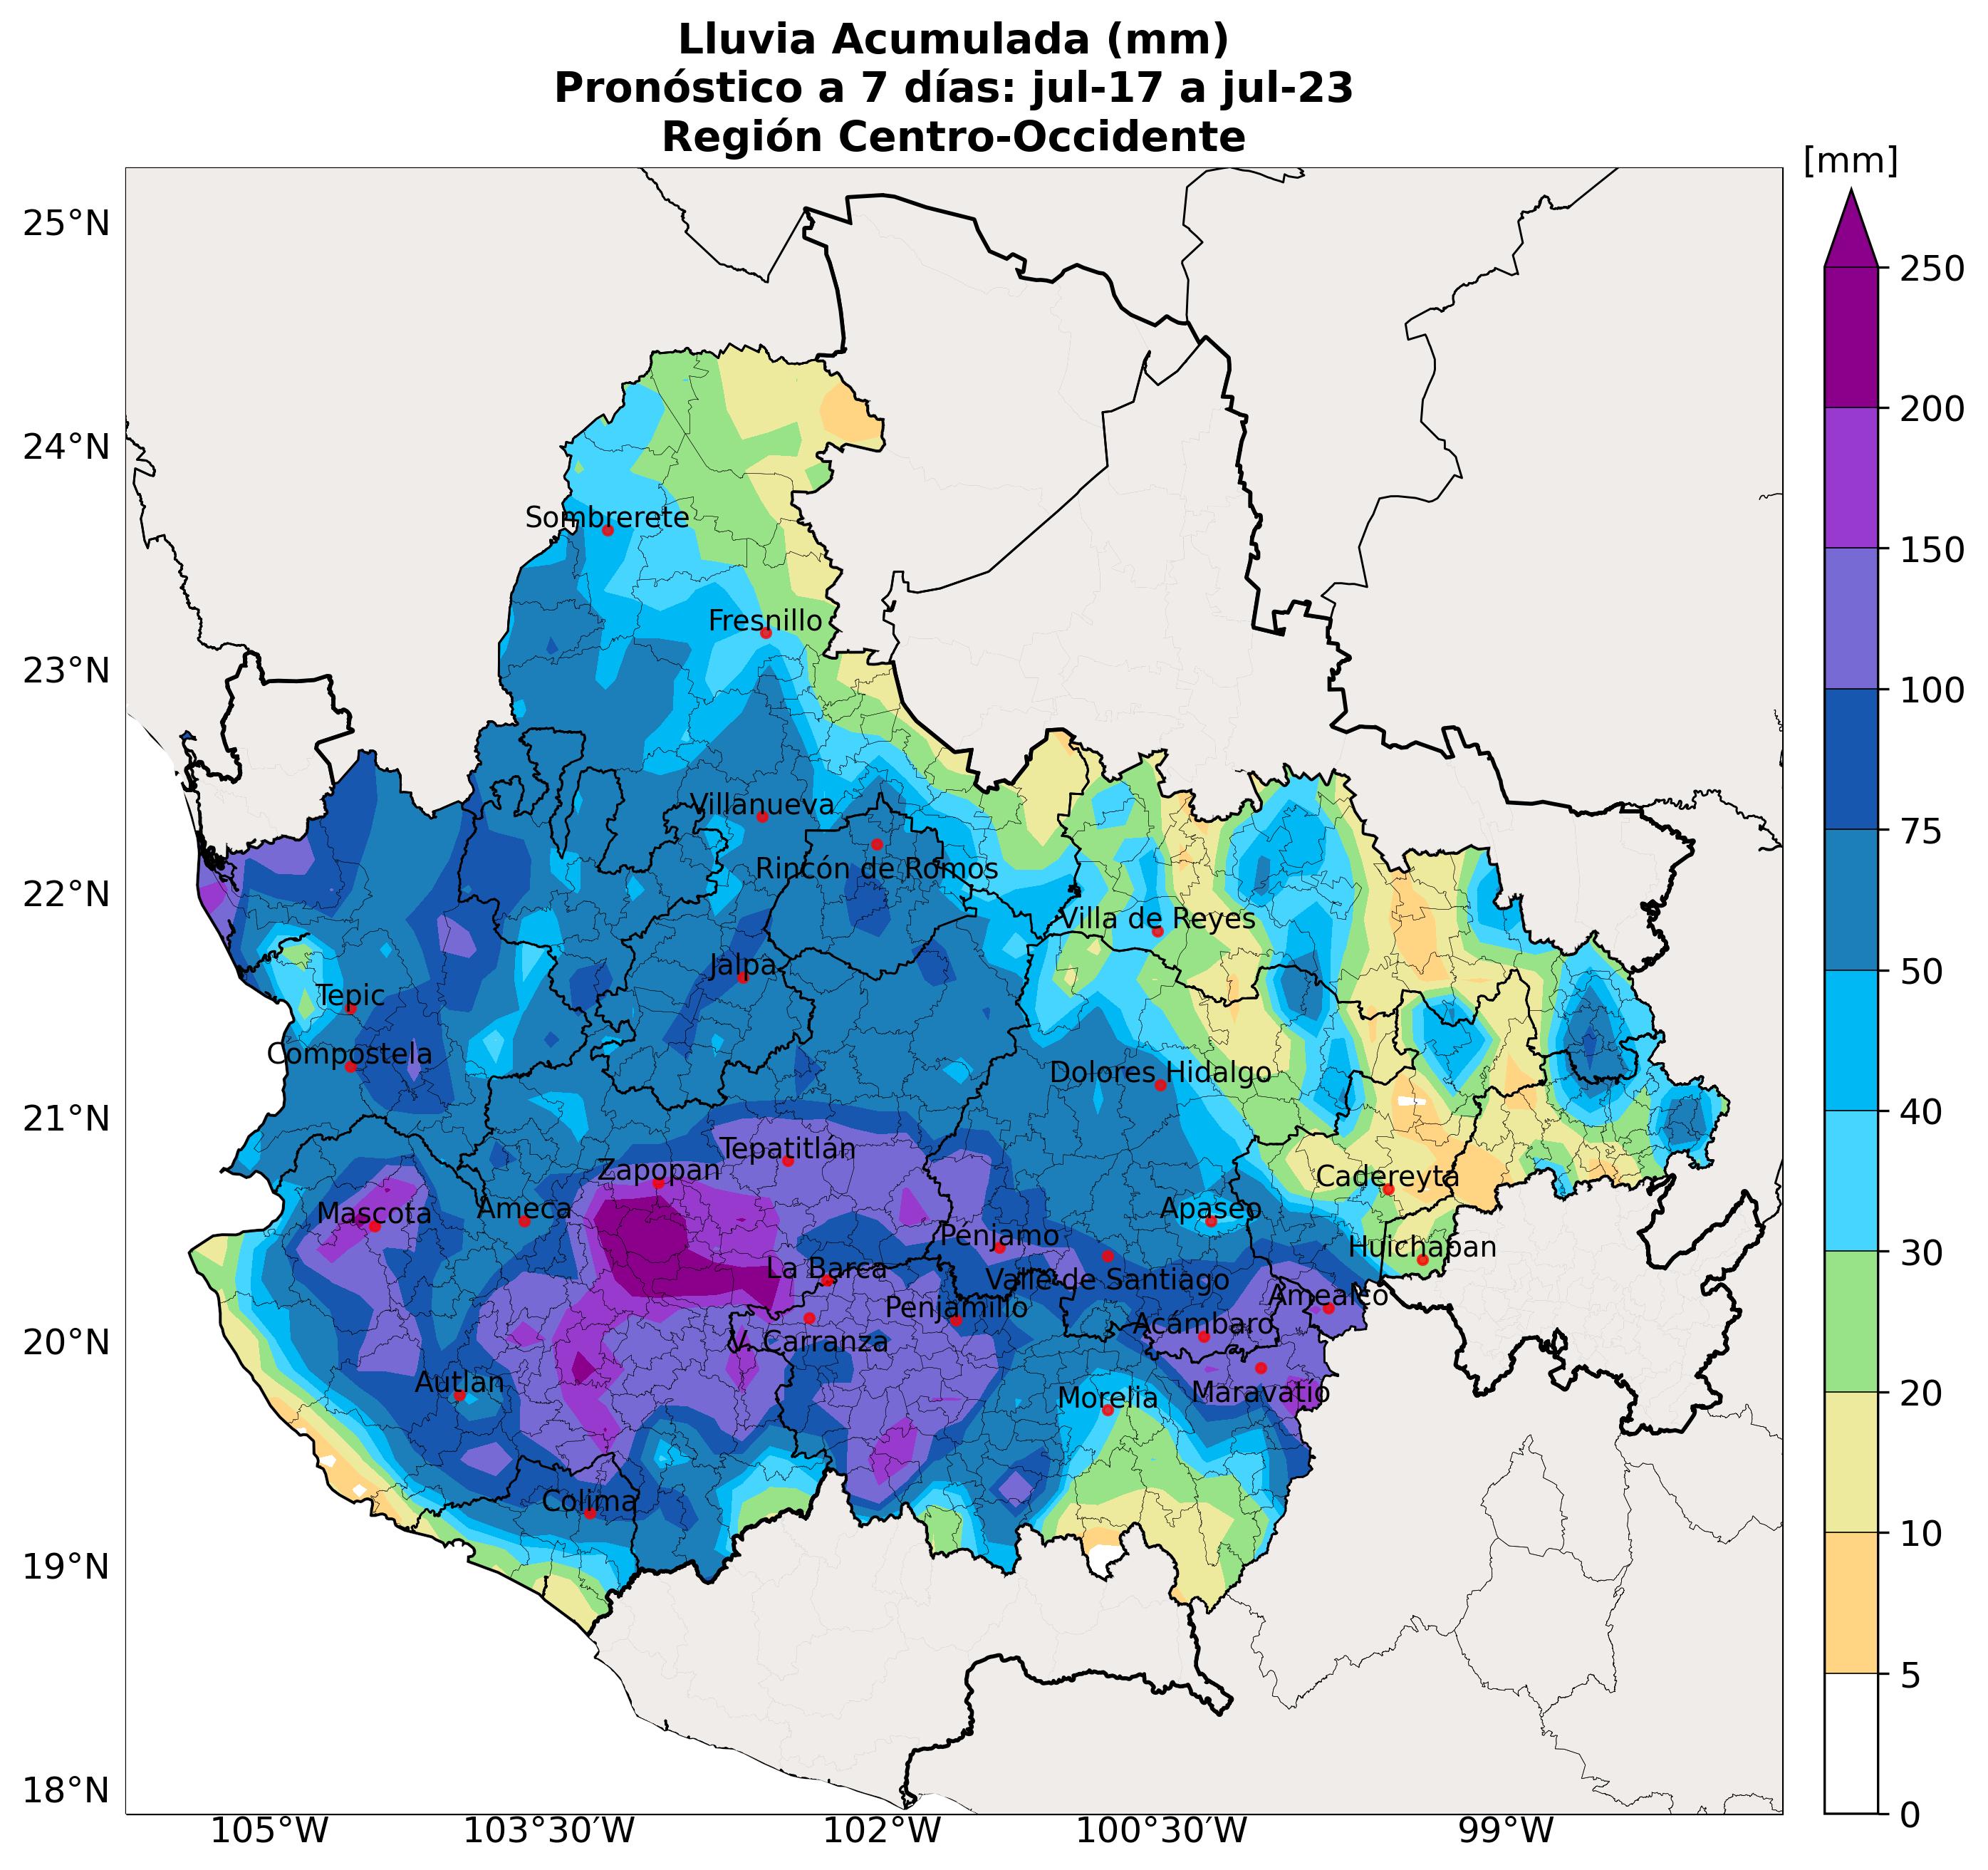 Lluvia Acumulada (mm)
Pronóstico a 7 días: jul-17 a jul-23
Región Centro-Occidente
[mm]
25°N
24°N
23°N
22°N
21°N
20°N
19°N
18°N
Sombrerete
Fresnillo
Villanueva
Rincón de Romos
Villa de Reyes
Jalpa
Tepic
Compostela
Dolores Hidalgo
Tepatitlán
Zapopan
Cadereyta
Mascota
Ameca
Apaseo
Penjamo
Huichapan
La Barca
Valle de Santiago
Amealco
Penjamillo
Acámbaro
V. Carranza
Autlan
Morelia
Maravatío
Colima
105°W
103°30'W
102°W
100°30'W
99°W
250
200
150
100
75
50
40
30
20
10
5
0